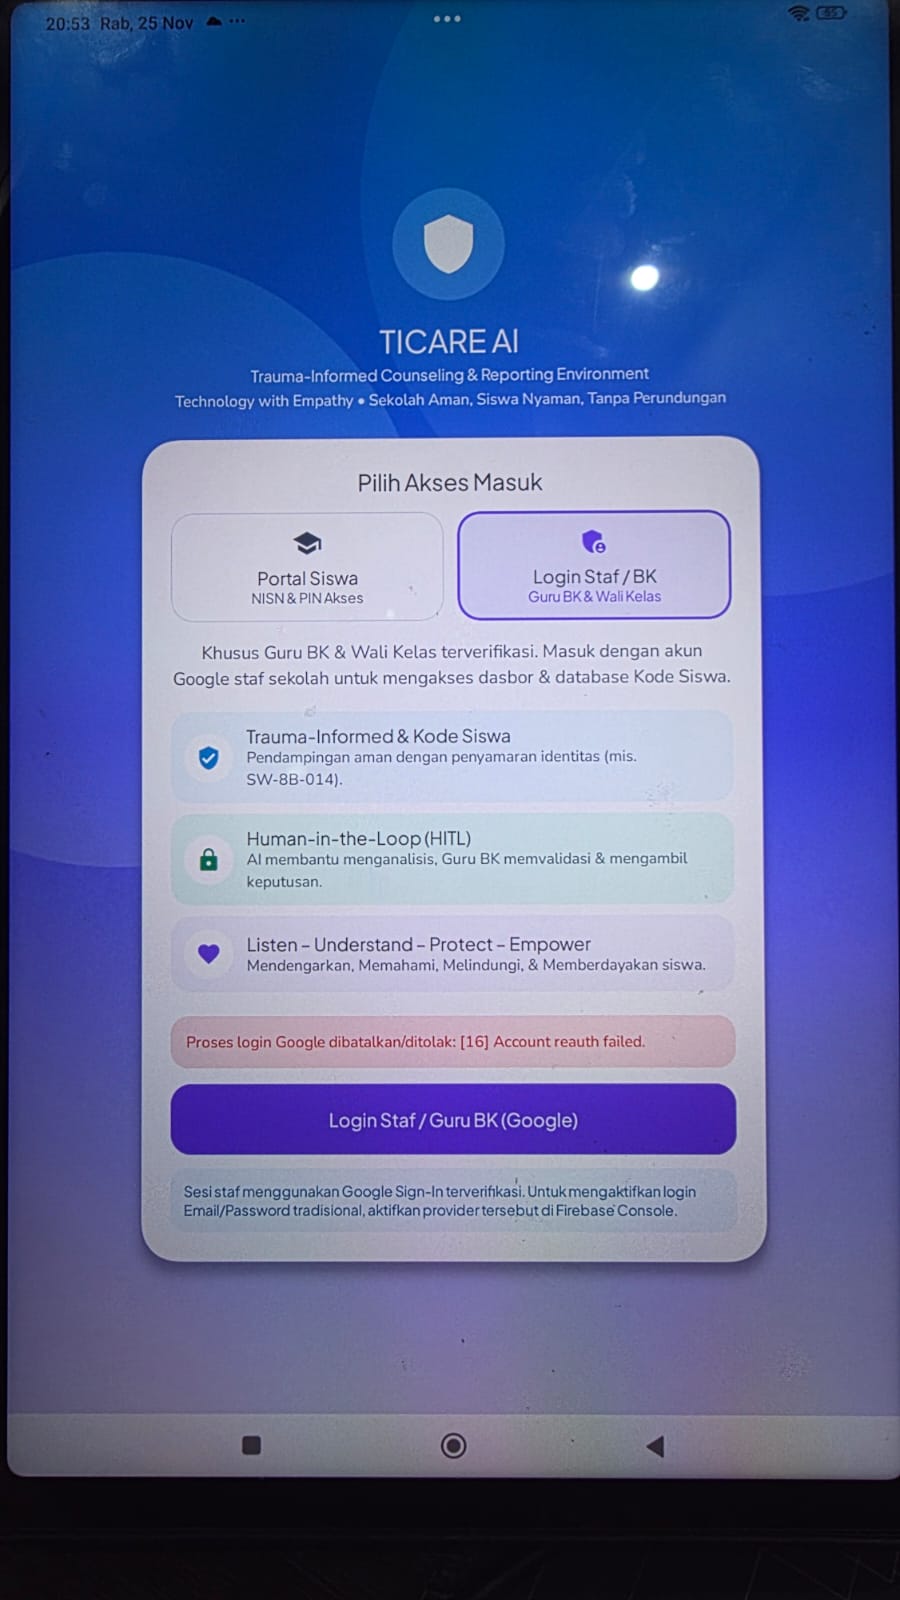 20:53 Rab, 25 Nov
85
TICARE AI
Trauma-Informed Counseling & Reporting Environment
Technology with Empathy • Sekolah Aman, Siswa Nyaman, Tanpa Perundungan
Pilih Akses Masuk
Portal Siswa
NISN & PIN Akses
Login Staf / BK
Guru BK & Wali Kelas
Khusus Guru BK & Wali Kelas terverifikasi. Masuk dengan akun
Google staf sekolah untuk mengakses dasbor & database Kode Siswa.
Trauma-Informed & Kode Siswa
Pendampingan aman dengan penyamaran identitas (mis.
SW-8B-014).
Human-in-the-Loop (HITL)
AI membantu menganalisis, Guru BK memvalidasi & mengambil
keputusan.
Listen – Understand – Protect – Empower
Mendengarkan, Memahami, Melindungi, & Memberdayakan siswa.
Proses login Google dibatalkan/ditolak: [16] Account reauth failed.
Login Staf / Guru BK (Google)
Sesi staf menggunakan Google Sign-In terverifikasi. Untuk mengaktifkan login
Email/Password tradisional, aktifkan provider tersebut di Firebase Console.